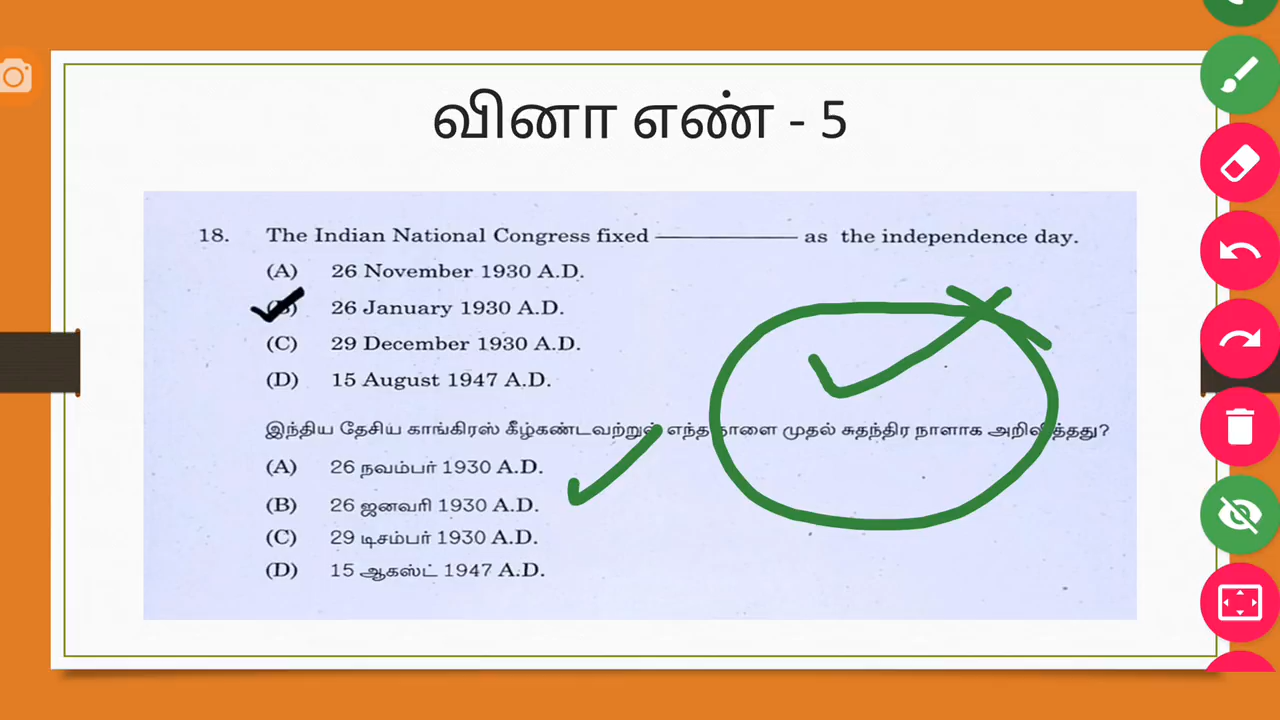 வினா எண் - 5
18. The Indian National Congress fixed ————— as the independence day.
(A) 26 November 1930 A.D.
(B) 26 January 1930 A.D.
(C) 29 December 1930 A.D.
(D) 15 August 1947 A.D.
இந்திய தேசிய காங்கிரஸ் கீழ்கண்டவற்றுள் எந்த நாளை முதல் சுதந்திர நாளாக அறிவித்தது?
(A) 26 நவம்பர் 1930 A.D.
(B) 26 ஜனவரி 1930 A.D.
(C) 29 டிசம்பர் 1930 A.D.
(D) 15 ஆகஸ்ட் 1947 A.D.